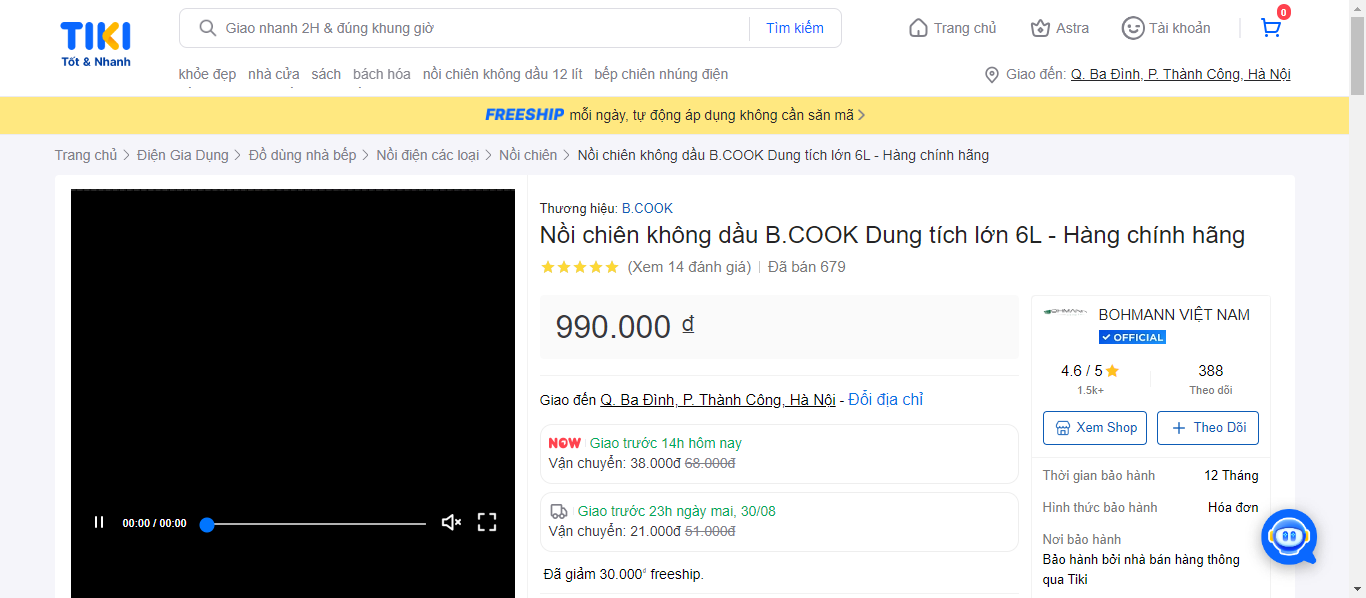 TIKI
Tốt & Nhanh
Giao nhanh 2H & đúng khung giờ
Tìm kiếm
Trang chủ
Astra
Tài khoản
0
khỏe đẹp nhà cửa sách bách hóa nồi chiên không dầu 12 lít bếp chiên nhúng điện
Giao đến: Q. Ba Đình, P. Thành Công, Hà Nội
FREESHIP mỗi ngày, tự động áp dụng không cần săn mã >
Trang chủ > Điện Gia Dụng > Đồ dùng nhà bếp > Nồi điện các loại > Nồi chiên > Nồi chiên không dầu B.COOK Dung tích lớn 6L - Hàng chính hãng
00:00 / 00:00
Thương hiệu: B.COOK
Nồi chiên không dầu B.COOK Dung tích lớn 6L - Hàng chính hãng
(Xem 14 đánh giá) | Đã bán 679
990.000 ₫
Giao đến Q. Ba Đình, P. Thành Công, Hà Nội - Đổi địa chỉ
NOW Giao trước 14h hôm nay
Vận chuyển: 38.000đ 68.000đ
Giao trước 23h ngày mai, 30/08
Vận chuyển: 21.000đ 51.000đ
Đã giảm 30.000₫ freeship.
BOHMANN
BOHMANN VIỆT NAM
OFFICIAL
4.6 / 5
1.5k+
388
Theo dõi
Xem Shop
Theo Dõi
Thời gian bảo hành 12 Tháng
Hình thức bảo hành Hóa đơn
Nơi bảo hành
Bảo hành bởi nhà bán hàng thông
qua Tiki